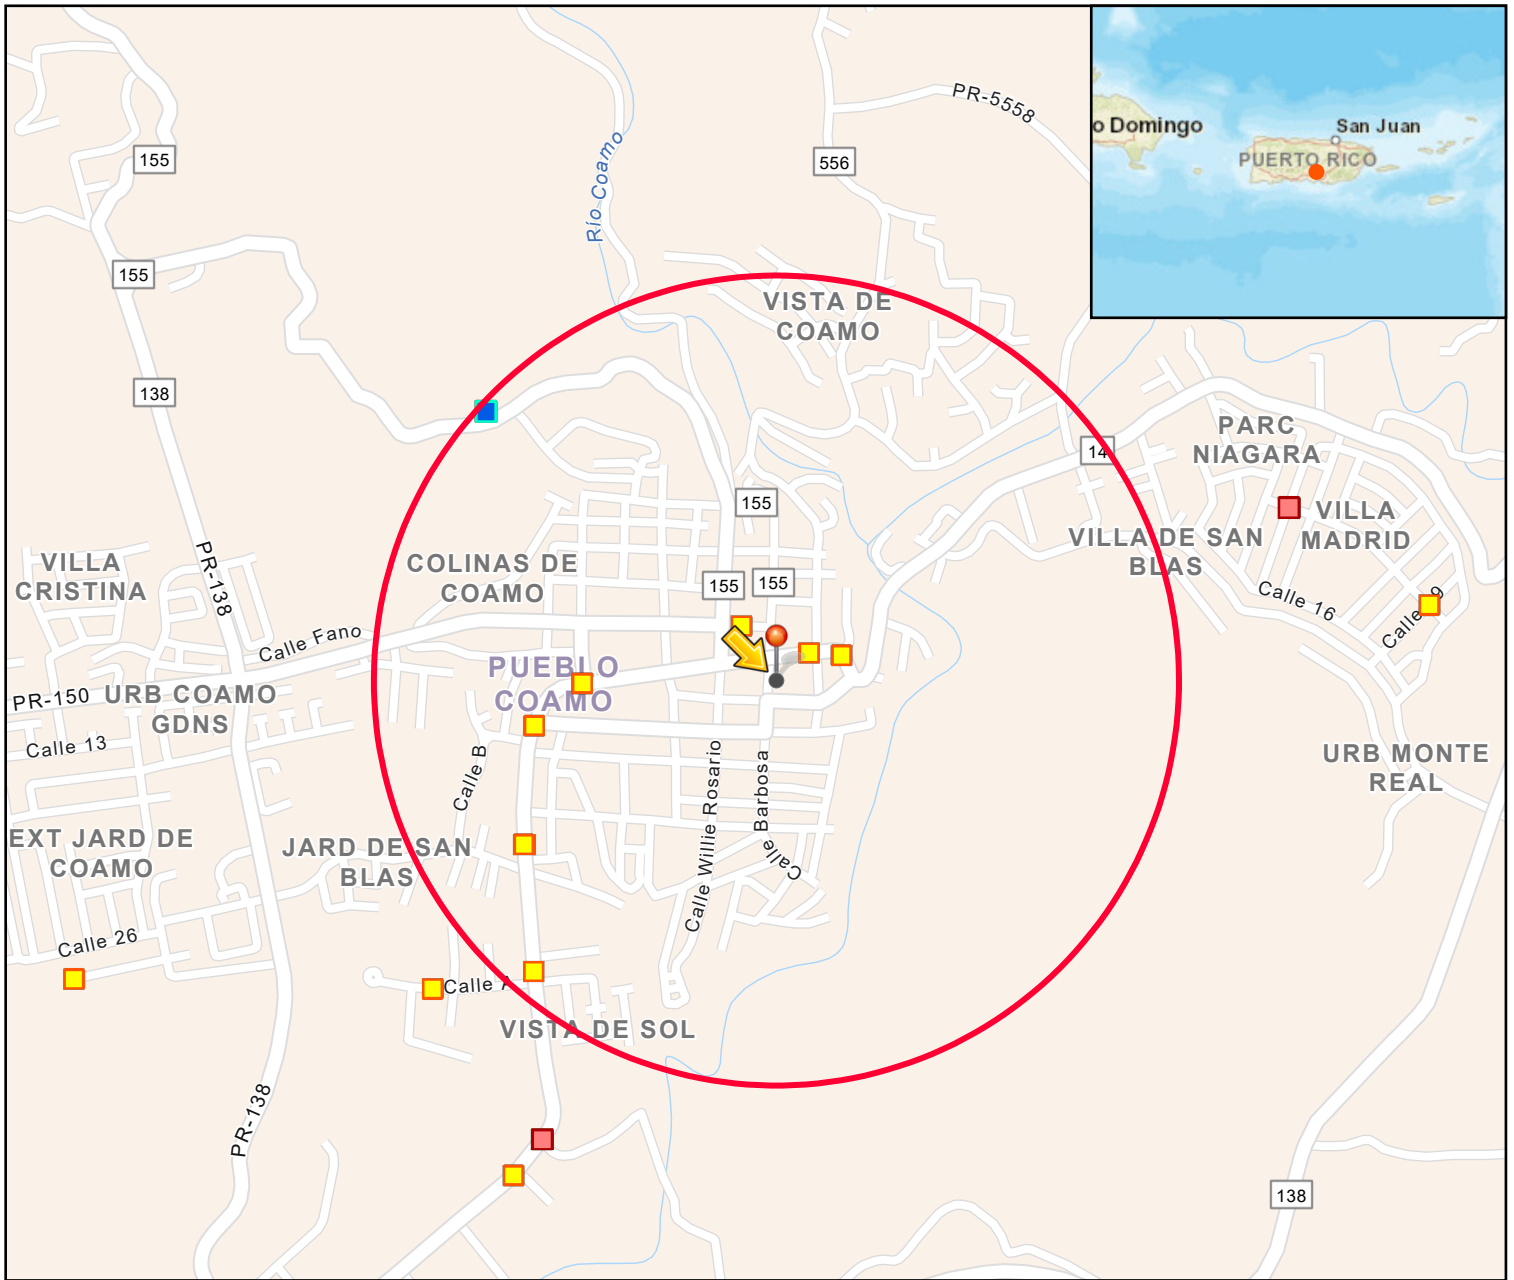 PR-5558
o Domingo
San Juan
PUERTO RICO
155
556
Río Coamo
155
VISTA DE
COAMO
138
PARC
NIAGARA
14
155
VILLA
MADRID
VILLA DE SAN
BLAS
PR-138
VILLA
CRISTINA
COLINAS DE
COAMO
155
155
Calle 16
Calle 9
Calle Fano
PUEBLO
COAMO
PR-150
URB COAMO
GDNS
Calle 13
Calle B
Calle Willie Rosario
Calle Barbosa
URB MONTE
REAL
EXT JARD DE
COAMO
JARD DE SAN
BLAS
Calle 26
Calle A
VISTA DE SOL
PR-138
138